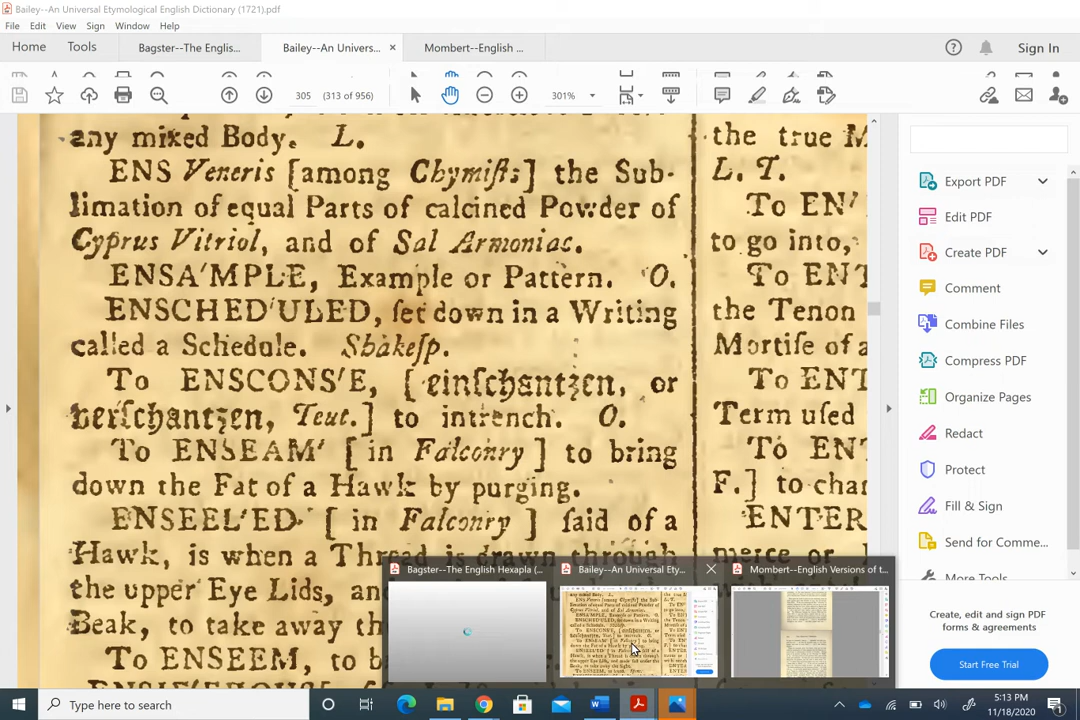 Bailey--An Universal Etymological English Dictionary (1721).pdf
File Edit View Sign Window Help
Home Tools Bagster--The Englis... Bailey--An Univers... × Mombert--English ... Sign In
305 (313 of 956) 301%
any mixed Body. L.
ENS Veneris [among Chymiſts] the Sub-
limation of equal Parts of calcined Powder of
Cyprus Vitriol, and of Sal Armoniac.
ENSA'MPLE, Example or Pattern. O.
ENSCHED'ULED, ſet down in a Writing
called a Schedule. Shakeſp.
To ENSCONS'E, [einſchantzen, or
berſchantzen, Teut.] to intrench. O.
To ENSEAM' [in Falconry] to bring
down the Fat of a Hawk by purging.
ENSEEL'ED [in Falconry] ſaid of a
Hawk, is when a Thread is drawn through
the upper Eye Lids, and
Beak, to take away th
To ENSEEM, to b
the true M
L. T.
To EN'
to go into,
To ENT
the Tenon
Mortiſe of a
To ENT
Term uſed
To ENT
F.] to chan
ENTER
merce or
Export PDF
Edit PDF
Create PDF
Comment
Combine Files
Compress PDF
Organize Pages
Redact
Protect
Fill & Sign
Send for Comme...
More Tools
Create, edit and sign PDF
forms & agreements
Start Free Trial
Bagster--The English Hexapla (... Bailey--An Universal Ety... Mombert--English Versions of t...
Type here to search
5:13 PM
11/18/2020